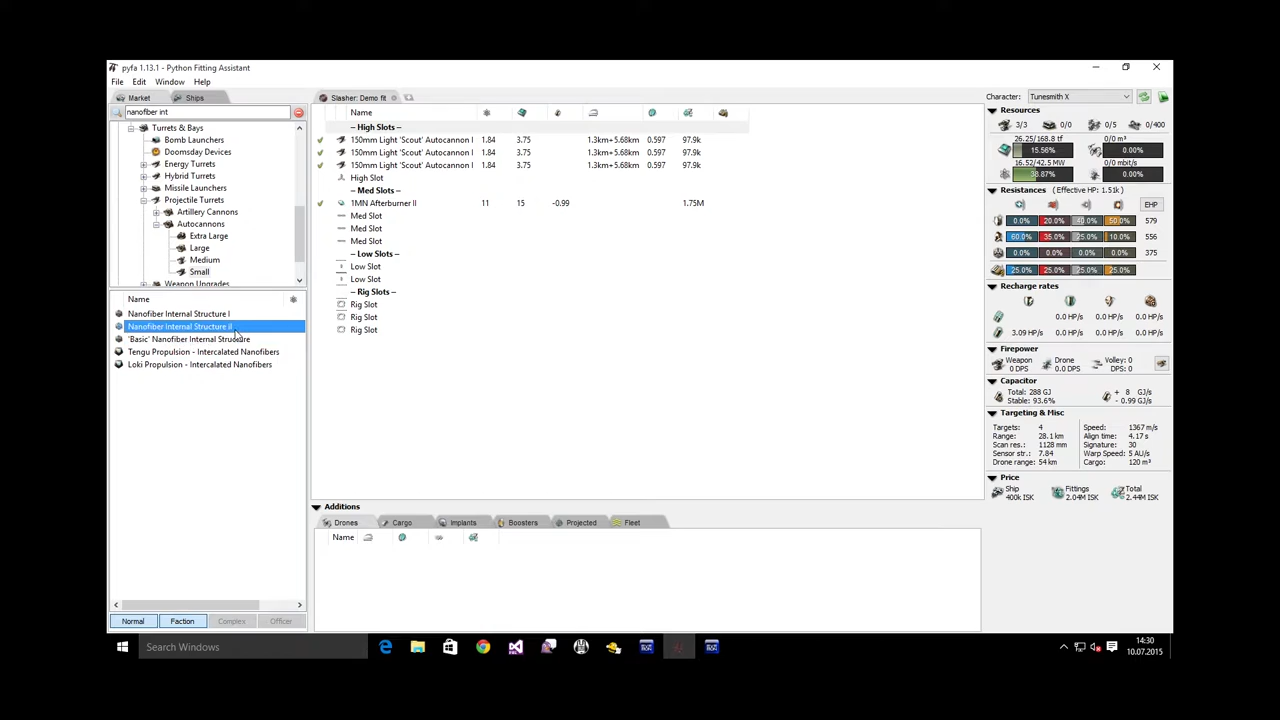 pyfa 1.13.1 - Python Fitting Assistant
File Edit Window Help
Market Ships
nanofiber int
Turrets & Bays
Bomb Launchers
Doomsday Devices
Energy Turrets
Hybrid Turrets
Missile Launchers
Projectile Turrets
Artillery Cannons
Autocannons
Extra Large
Large
Medium
Small
Weapon Upgrades
Name
Nanofiber Internal Structure I
Nanofiber Internal Structure II
'Basic' Nanofiber Internal Structure
Tengu Propulsion - Intercalated Nanofibers
Loki Propulsion - Intercalated Nanofibers
Normal Faction Complex Officer
Slasher: Demo fit
Name
-- High Slots --
150mm Light 'Scout' Autocannon I 1.84 3.75 1.3km+5.68km 0.597 97.9k
150mm Light 'Scout' Autocannon I 1.84 3.75 1.3km+5.68km 0.597 97.9k
150mm Light 'Scout' Autocannon I 1.84 3.75 1.3km+5.68km 0.597 97.9k
High Slot
-- Med Slots --
1MN Afterburner II 11 15 -0.99 1.75M
Med Slot
Med Slot
Med Slot
-- Low Slots --
Low Slot
Low Slot
-- Rig Slots --
Rig Slot
Rig Slot
Rig Slot
Additions
Drones Cargo Implants Boosters Projected Fleet
Name
Character: Tunesmith X
Resources
3/3 0/0 0/5 0/400
26.25/168.8 tf 0/0 m³
15.56% 0.00%
16.52/42.5 MW 0/0 mbit/s
38.87% 0.00%
Resistances (Effective HP: 1.51k)
EHP
0.0% 20.0% 40.0% 50.0% 579
60.0% 35.0% 25.0% 10.0% 556
0.0% 0.0% 0.0% 0.0% 375
25.0% 25.0% 25.0% 25.0%
Recharge rates
0.0 HP/s 0.0 HP/s 0.0 HP/s
3.09 HP/s 0.0 HP/s 0.0 HP/s 0.0 HP/s
Firepower
Weapon Drone Volley: 0
0 DPS 0.0 DPS DPS: 0
Capacitor
Total: 288 GJ + 8 GJ/s
Stable: 93.6% - 0.99 GJ/s
Targeting & Misc
Targets: 4 Speed: 1367 m/s
Range: 28.1 km Align time: 4.17 s
Scan res.: 1128 mm Signature: 30
Sensor str.: 7.84 Warp Speed: 5 AU/s
Drone range: 54 km Cargo: 120 m³
Price
Ship Fittings Total
400k ISK 2.04M ISK 2.44M ISK
Search Windows
14:30
10.07.2015